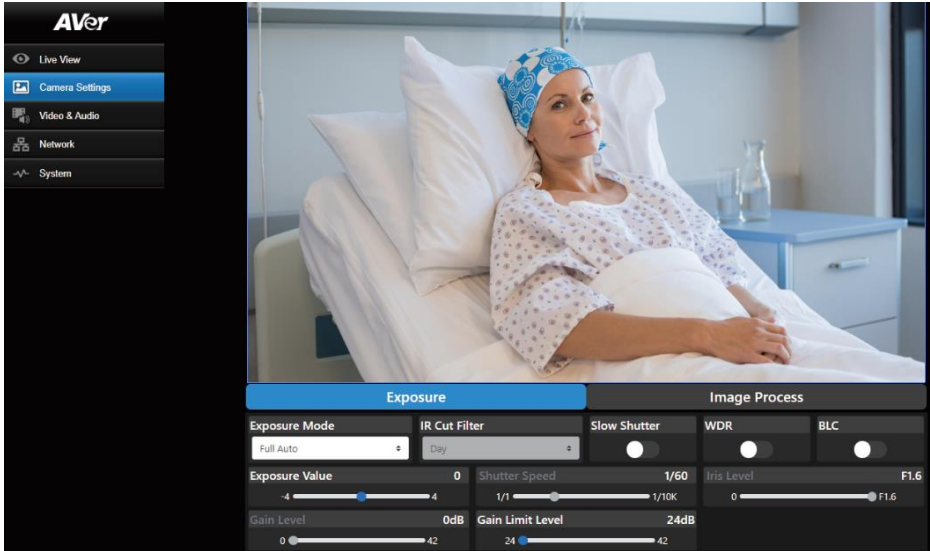 AVer
Live View
Camera Settings
Video & Audio
Network
System
Exposure
Image Process
Exposure Mode
IR Cut Filter
Slow Shutter
WDR
BLC
Full Auto
Day
Exposure Value 0
Shutter Speed 1/60
Iris Level F1.6
-4 4
1/1 1/10K
0 F1.6
Gain Level 0dB
Gain Limit Level 24dB
0 42
24 42